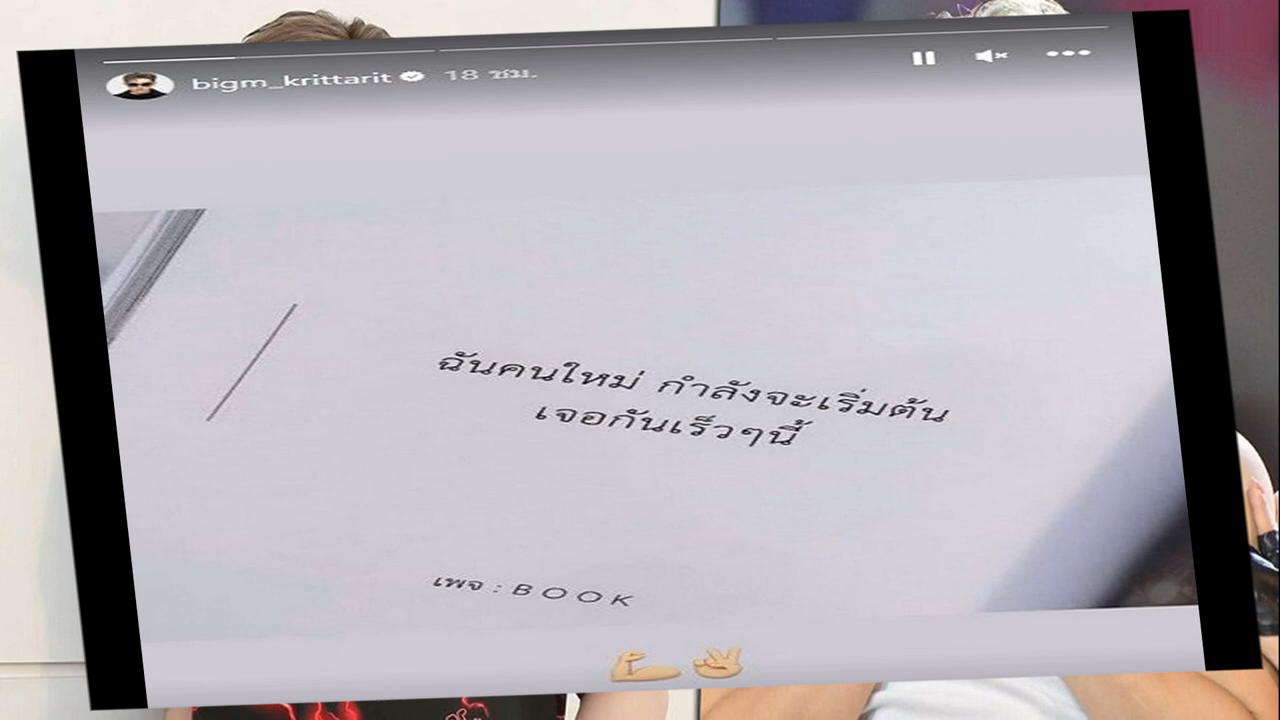 bigm_krittarit 18 ชม.
ฉันคนใหม่ กำลังจะเริ่มต้น
เจอกันเร็วๆนี้
เพจ : BOOK